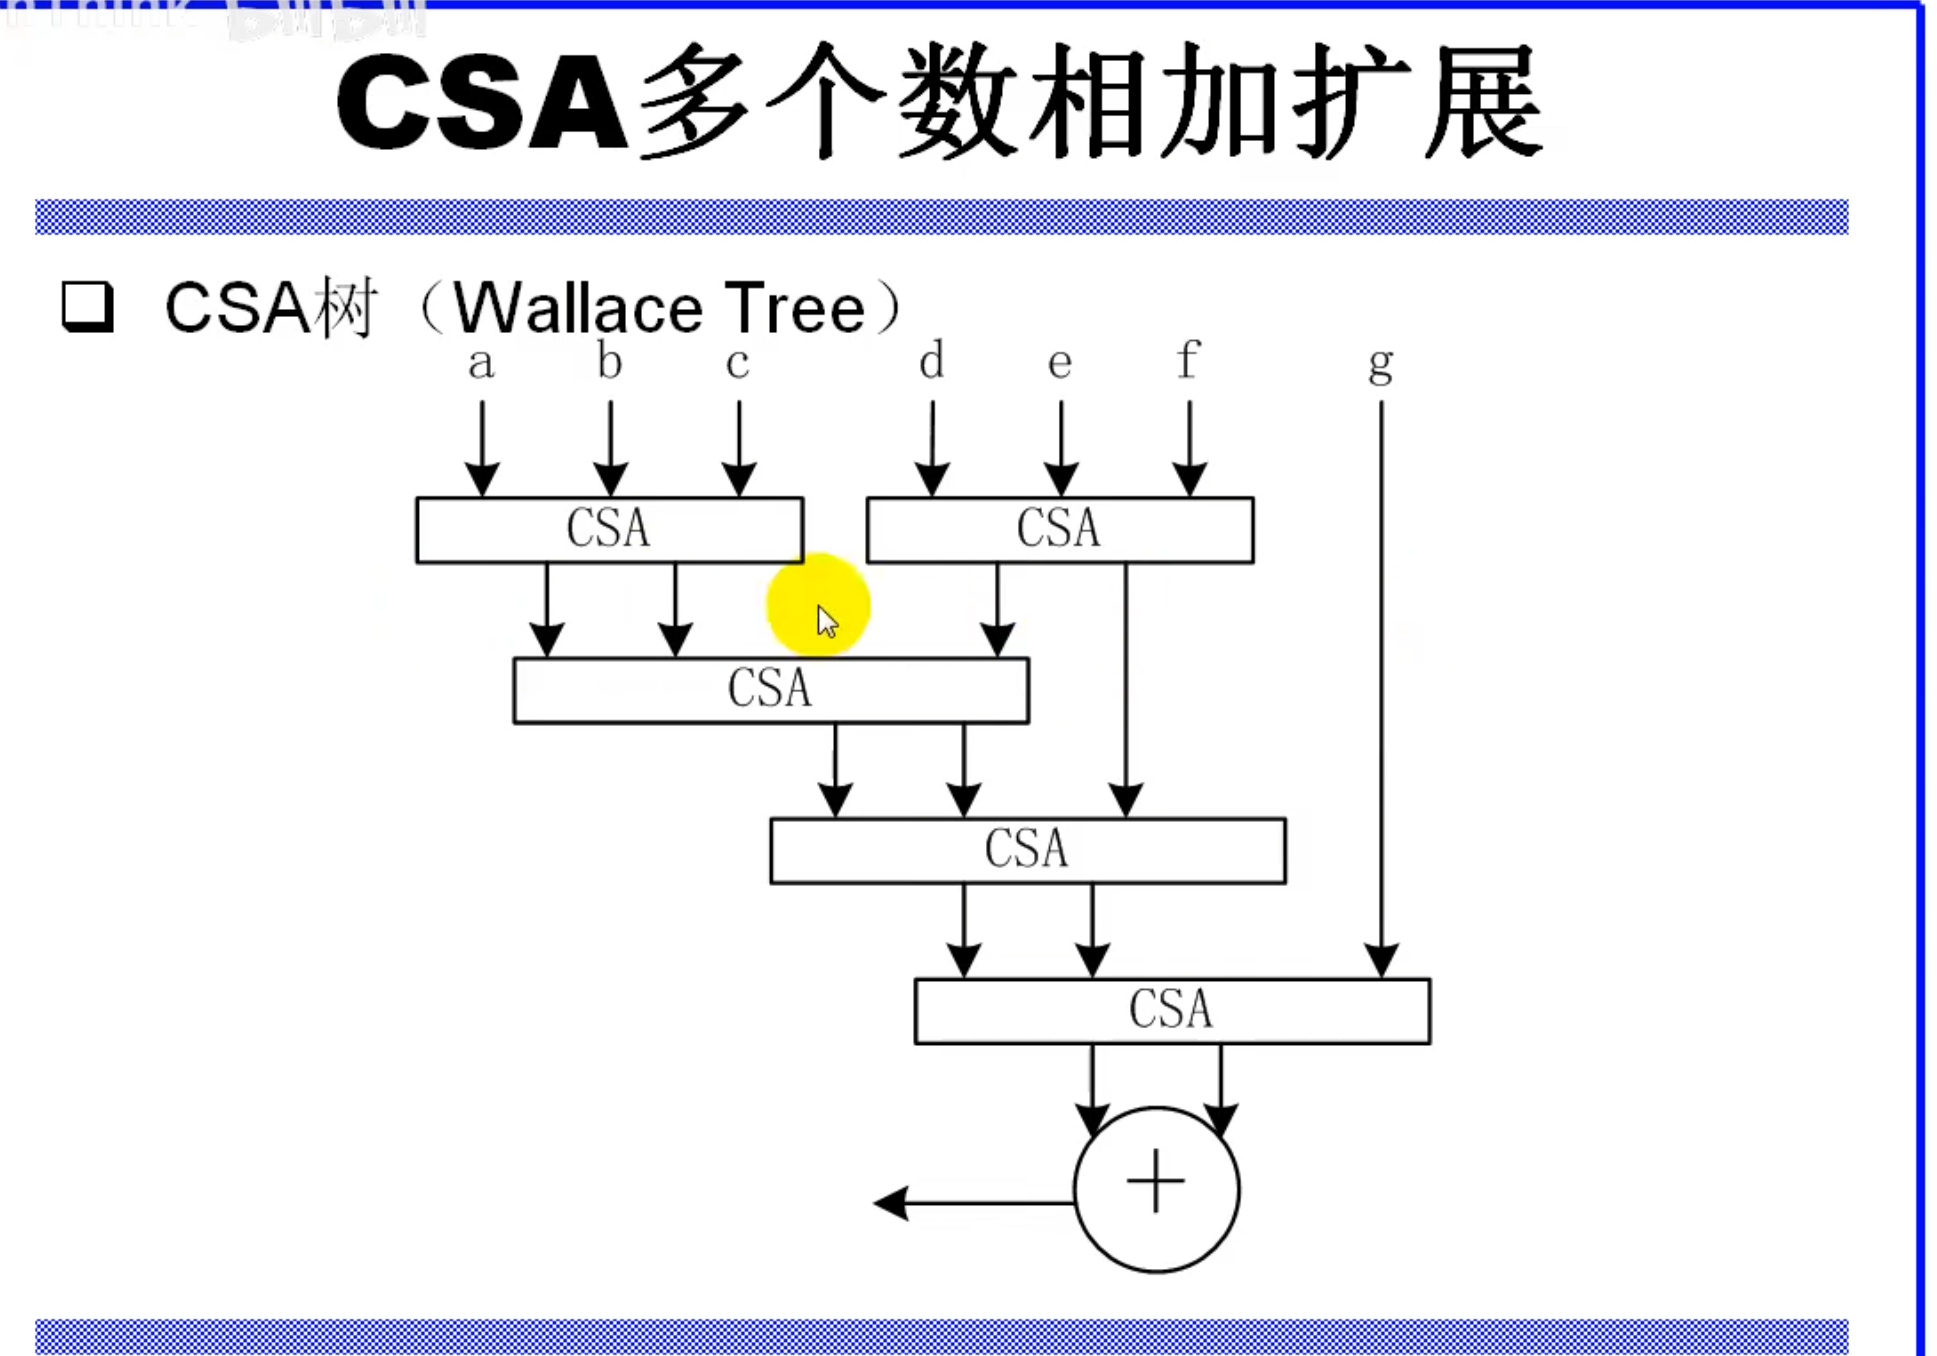 CSA多个数相加扩展
CSA树（Wallace Tree）
a b c d e f g
CSA CSA
CSA
CSA
CSA
+